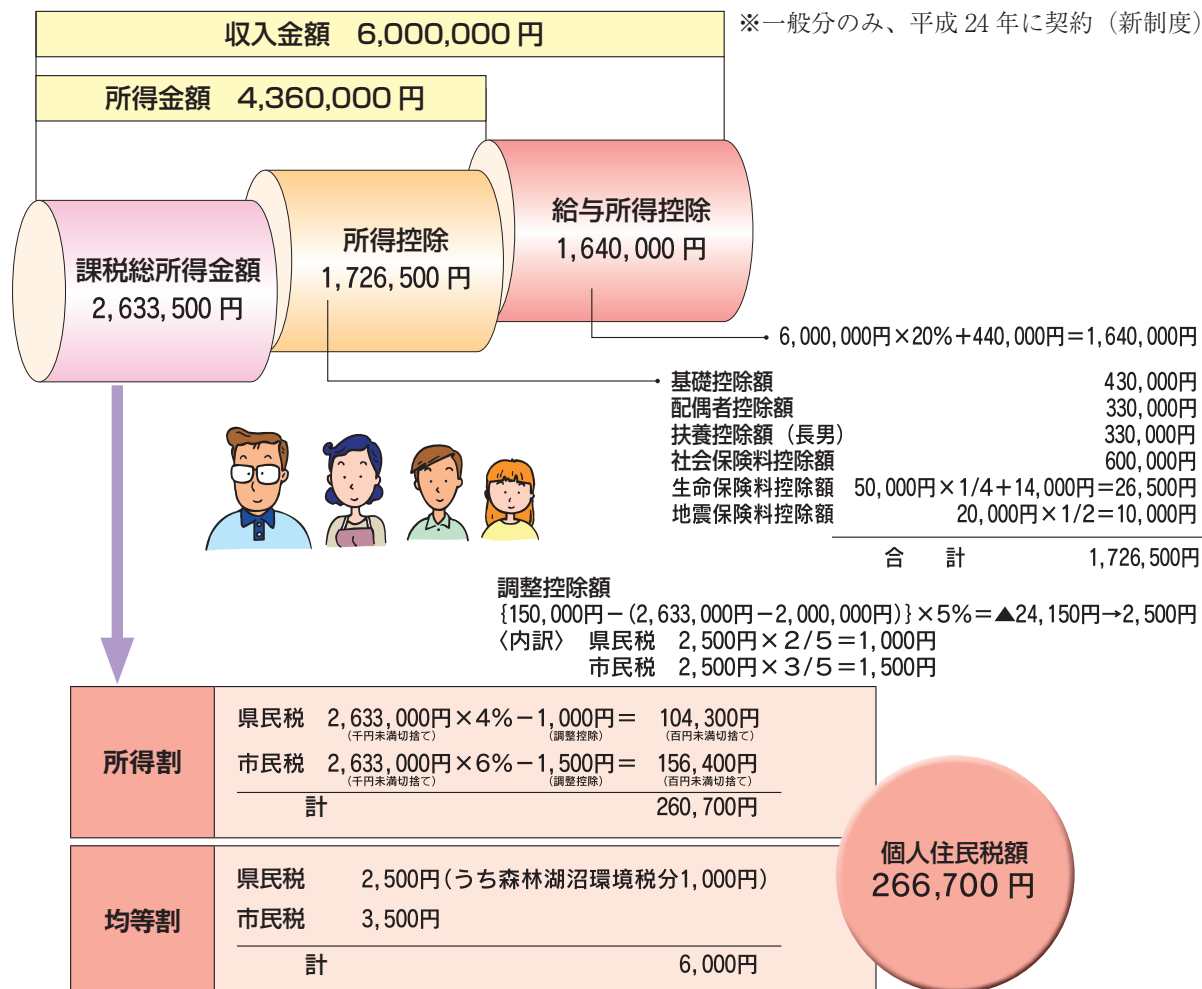 収入金額 6,000,000円
※一般分のみ、平成24年に契約(新制度)
所得金額 4,360,000円
給与所得控除
1,640,000円
所得控除
1,726,500円
課税総所得金額
2,633,500円
6,000,000円×20%+440,000円=1,640,000円
基礎控除額 430,000円
配偶者控除額 330,000円
扶養控除額(長男) 330,000円
社会保険料控除額 600,000円
生命保険料控除額 50,000円×1/4+14,000円=26,500円
地震保険料控除額 20,000円×1/2=10,000円
合 計 1,726,500円
調整控除額
{150,000円-(2,633,000円-2,000,000円)}×5%=▲24,150円→2,500円
〈内訳〉 県民税 2,500円×2/5=1,000円
市民税 2,500円×3/5=1,500円
所得割
県民税 2,633,000円×4%-1,000円= 104,300円
(千円未満切捨て) (調整控除) (百円未満切捨て)
市民税 2,633,000円×6%-1,500円= 156,400円
(千円未満切捨て) (調整控除) (百円未満切捨て)
計 260,700円
均等割
県民税 2,500円(うち森林湖沼環境税分1,000円)
市民税 3,500円
計 6,000円
個人住民税額
266,700円